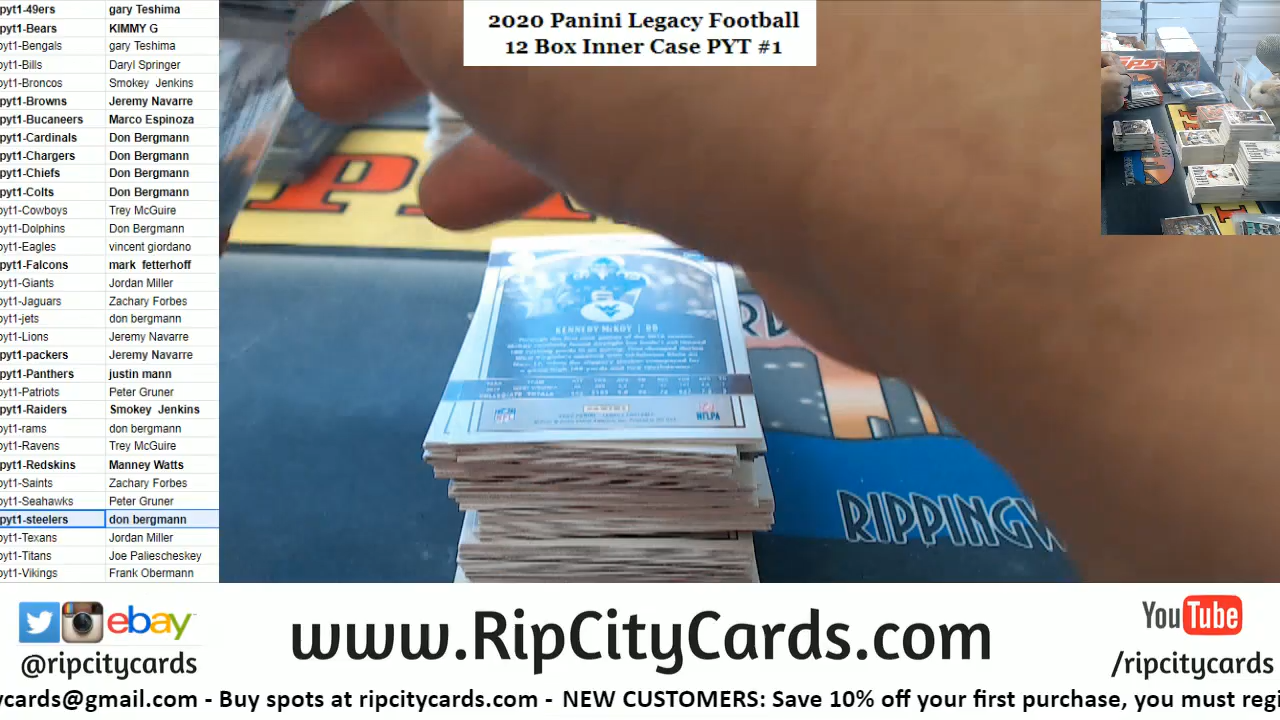 pyt1-49ers gary Teshima
pyt1-Bears KIMMY G
pyt1-Bengals gary Teshima
pyt1-Bills Daryl Springer
pyt1-Broncos Smokey Jenkins
pyt1-Browns Jeremy Navarre
pyt1-Bucaneers Marco Espinoza
pyt1-Cardinals Don Bergmann
pyt1-Chargers Don Bergmann
pyt1-Chiefs Don Bergmann
pyt1-Colts Don Bergmann
pyt1-Cowboys Trey McGuire
pyt1-Dolphins Don Bergmann
pyt1-Eagles vincent giordano
pyt1-Falcons mark fetterhoff
pyt1-Giants Jordan Miller
pyt1-Jaguars Zachary Forbes
pyt1-jets don bergmann
pyt1-Lions Jeremy Navarre
pyt1-packers Jeremy Navarre
pyt1-Panthers justin mann
pyt1-Patriots Peter Gruner
pyt1-Raiders Smokey Jenkins
pyt1-rams don bergmann
pyt1-Ravens Trey McGuire
pyt1-Redskins Manney Watts
pyt1-Saints Zachary Forbes
pyt1-Seahawks Peter Gruner
pyt1-steelers don bergmann
pyt1-Texans Jordan Miller
pyt1-Titans Joe Paliescheskey
pyt1-Vikings Frank Obermann
2020 Panini Legacy Football
12 Box Inner Case PYT #1
KENNEDY McKOY | RB
COLLEGIATE TOTALS
PANINI
NFLPA
RIPPINGW
ebay
@ripcitycards
www.RipCityCards.com
YouTube
/ripcitycards
ycards@gmail.com - Buy spots at ripcitycards.com - NEW CUSTOMERS: Save 10% off your first purchase, you must regi